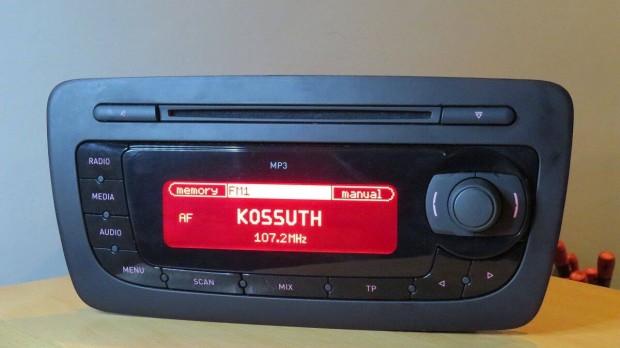 MP3
RADIO
MEDIA
AUDIO
memory FM1 manual
AF KOSSUTH
107.2MHz
MENU SCAN MIX TP